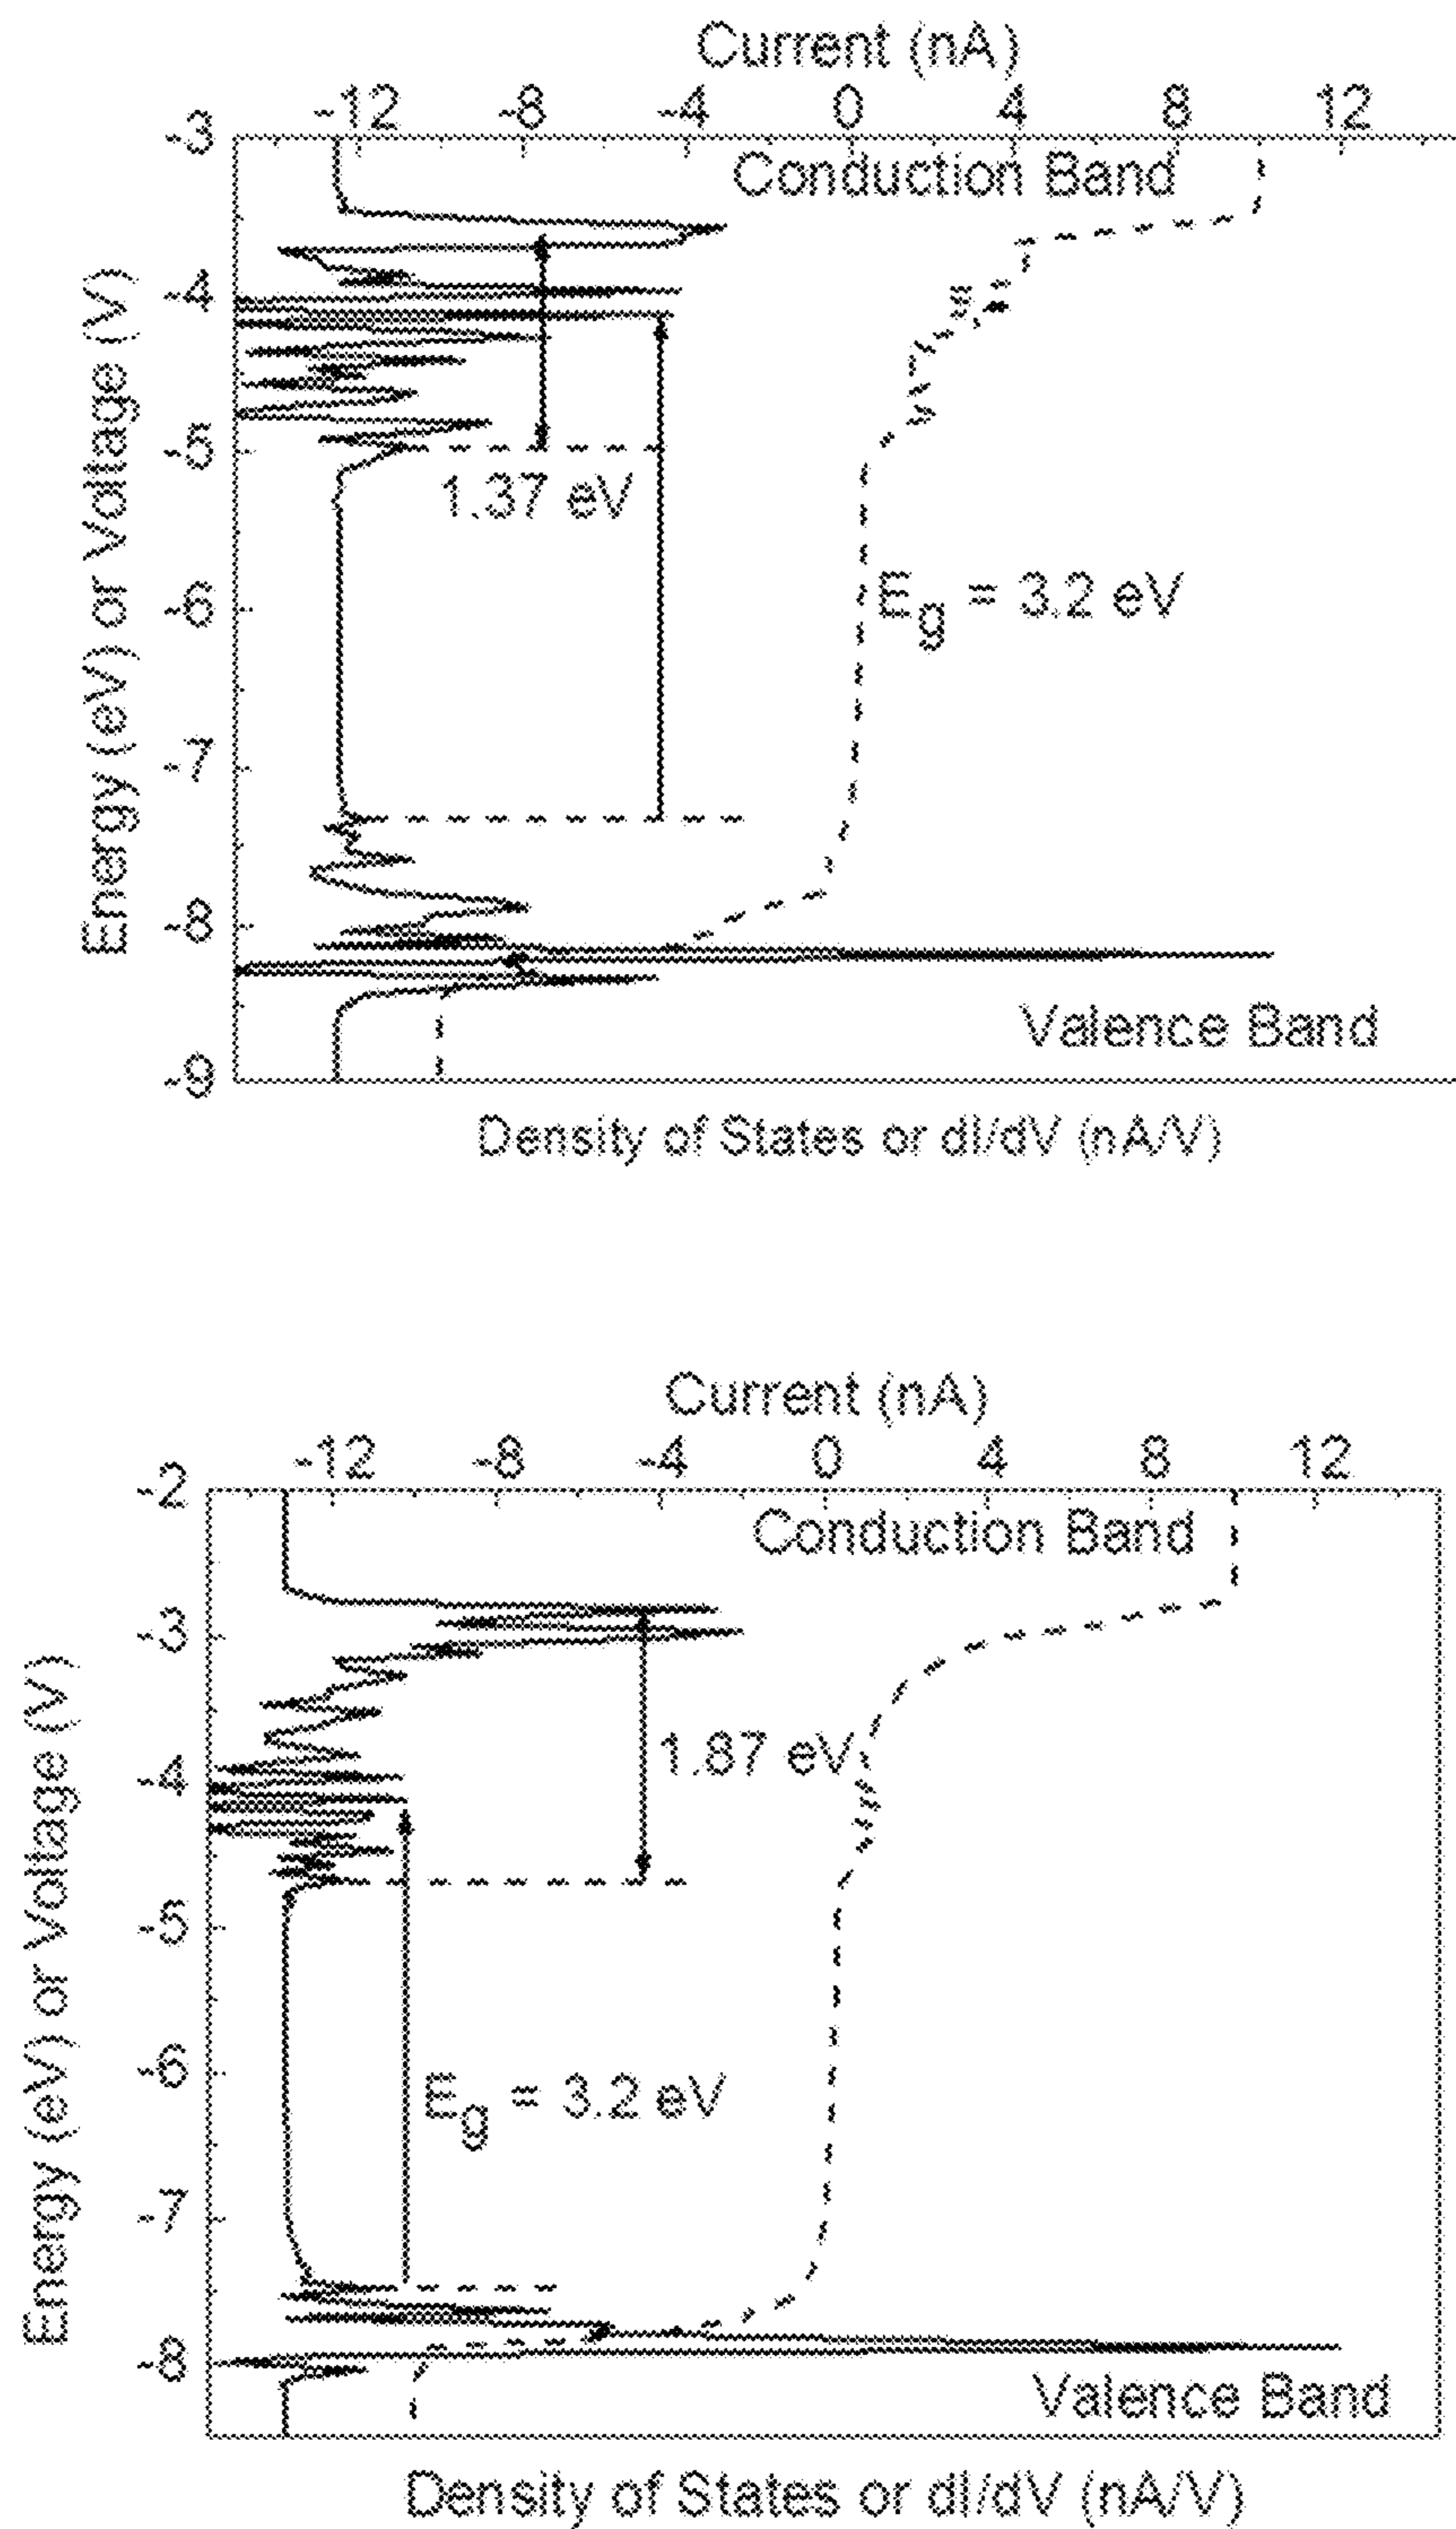 Current (nA)
-12 -8 -4 0 4 8 12
-3
Conduction Band
-4
-5
1.37 eV
-6
Eg = 3.2 eV
-7
-8
Valence Band
-9
Energy (eV) or Voltage (V)
Density of States or dI/dV (nA/V)
Current (nA)
-12 -8 -4 0 4 8 12
-2
Conduction Band
-3
1.87 eV
-4
-5
-6
Eg = 3.2 eV
-7
-8
Valence Band
Energy (eV) or Voltage (V)
Density of States or dI/dV (nA/V)